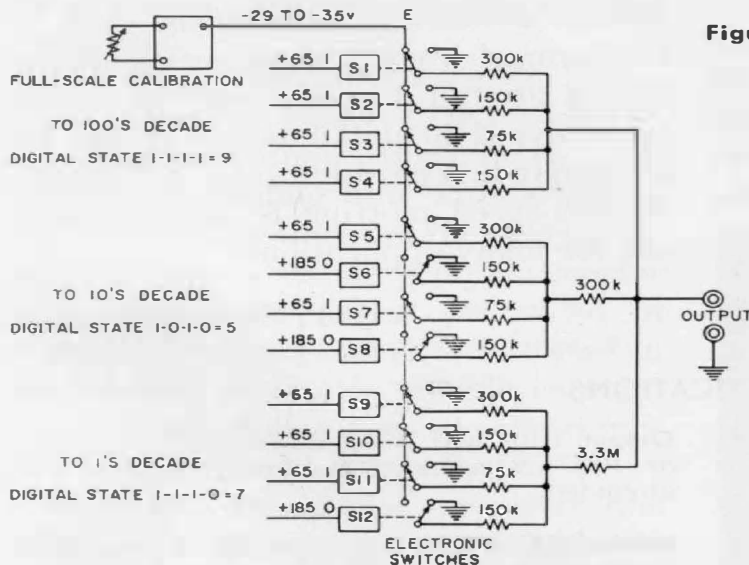 -29 TO -35v E
Figu
FULL-SCALE CALIBRATION
+65 1 S1 300k
+65 1 S2 150k
TO 100'S DECADE
+65 1 S3 75k
DIGITAL STATE 1-1-1-1=9
+65 1 S4 150k
+65 1 S5 300k
+185 0 S6 150k
TO 10'S DECADE
300k
+65 1 S7 75k
OUTPUT
DIGITAL STATE 1-0-1-0=5
+185 0 S8 150k
+65 1 S9 300k
+65 1 S10 150k
TO 1'S DECADE
3.3M
+65 1 S11 75k
DIGITAL STATE 1-1-1-0=7
+185 0 S12 150k
ELECTRONIC
SWITCHES